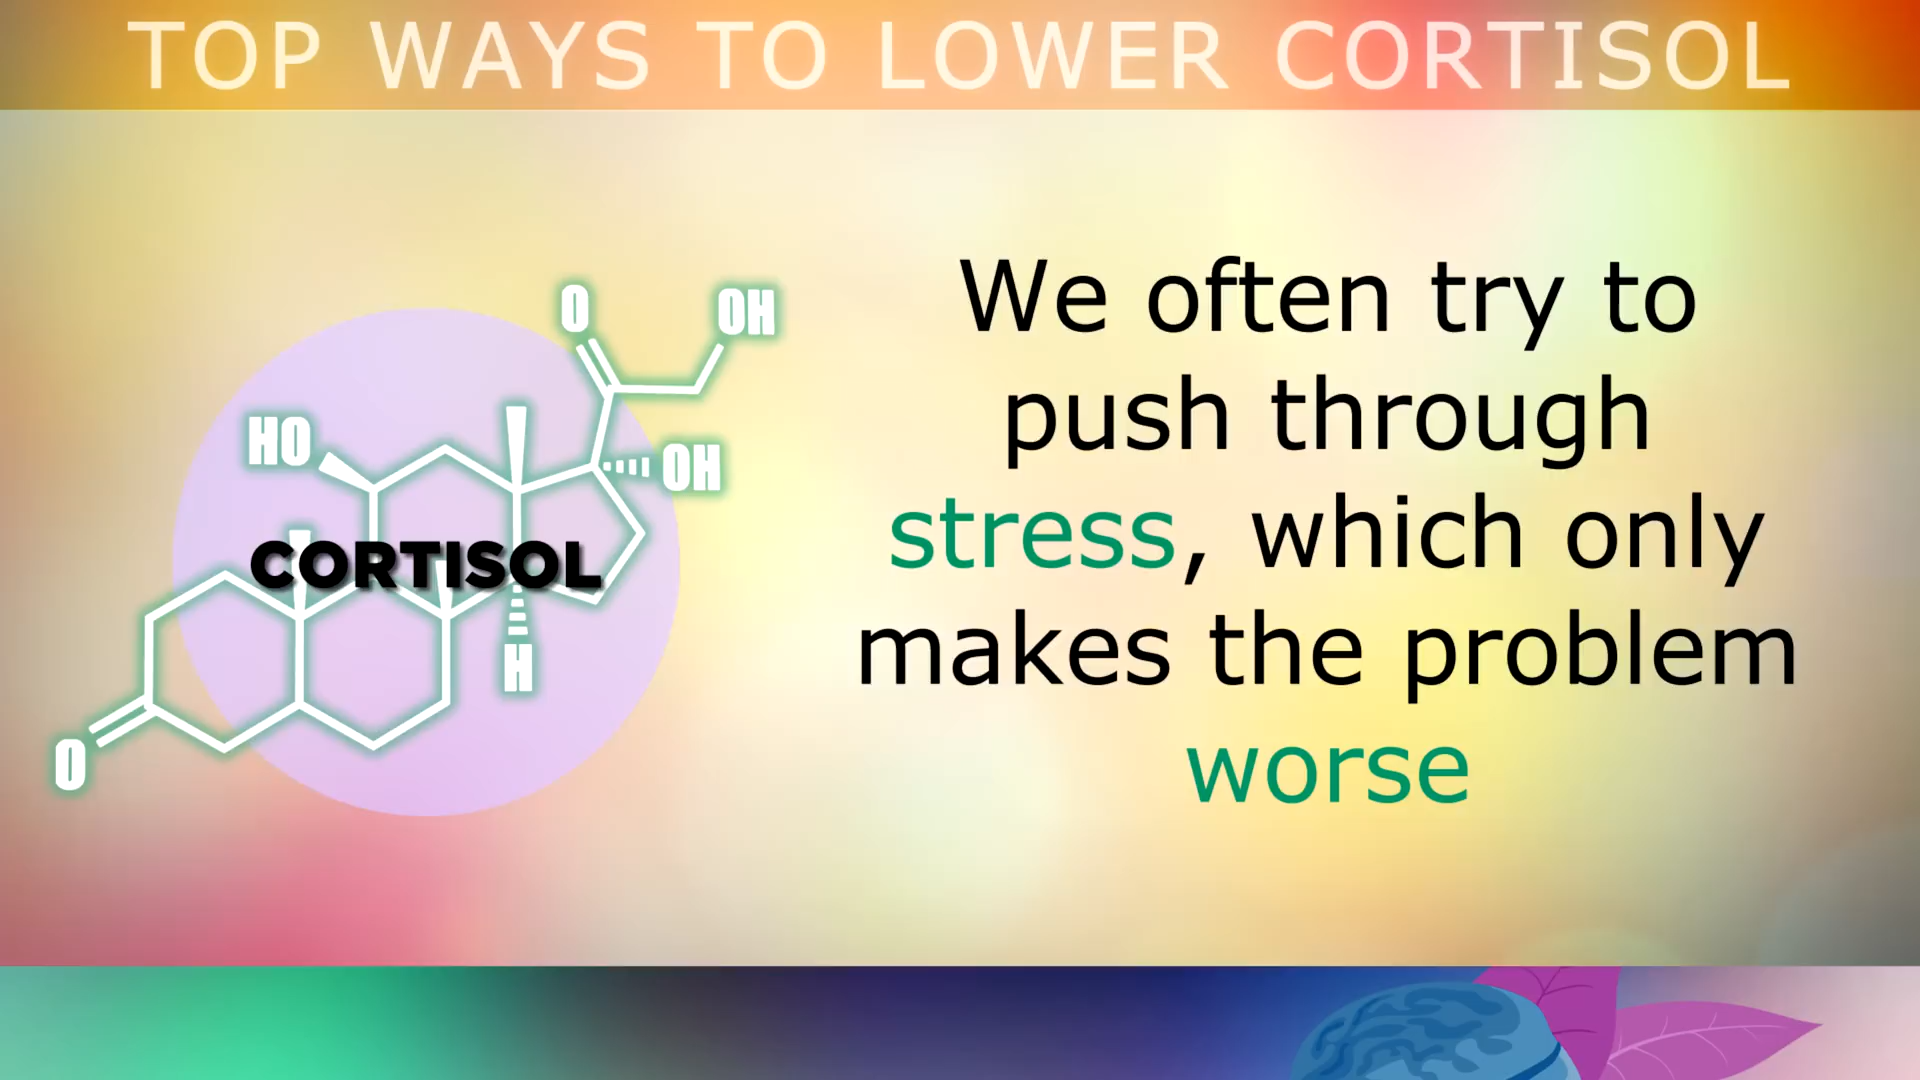 TOP WAYS TO LOWER CORTISOL
O
OH
HO
OH
CORTISOL
H
O
We often try to
push through
stress, which only
makes the problem
worse